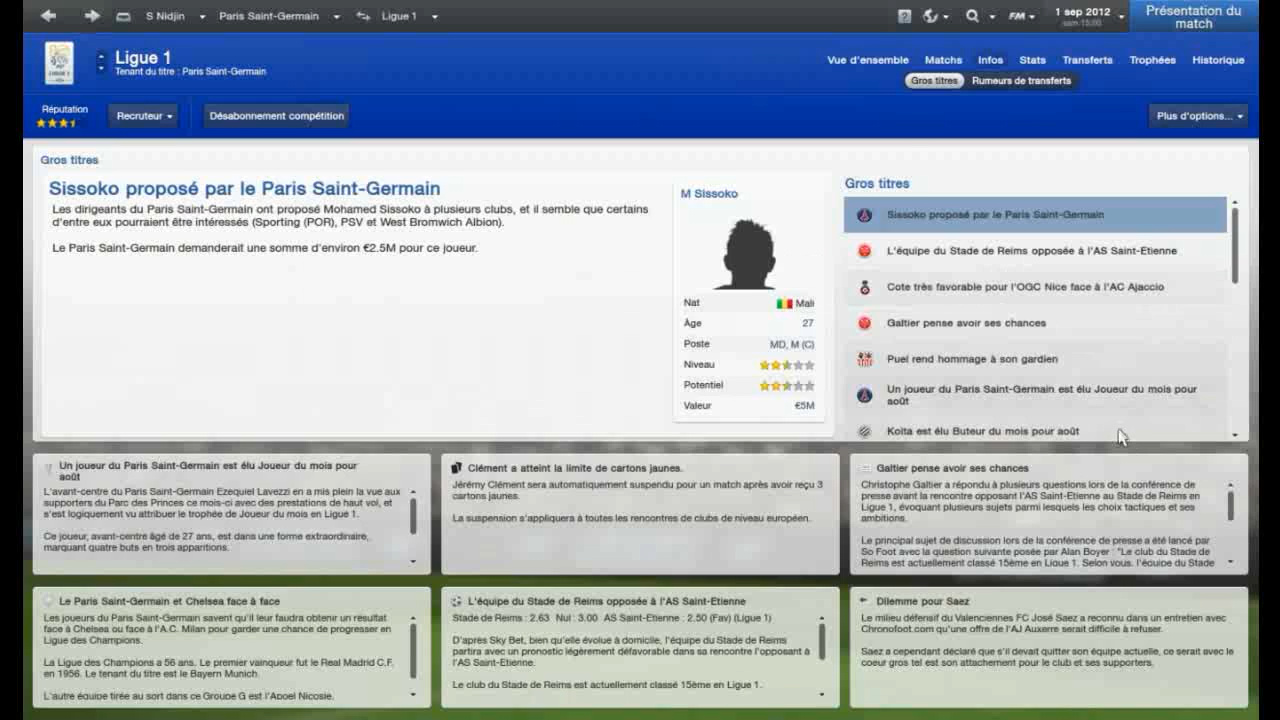 S Nidjin Paris Saint-Germain Ligue 1 FM 1 sep 2012 Présentation du match
sam 15:00
Ligue 1
Tenant du titre : Paris Saint-Germain
Vue d'ensemble Matchs Infos Stats Transferts Trophées Historique
Gros titres Rumeurs de transferts
Réputation Recruteur Désabonnement compétition Plus d'options...
Gros titres
Sissoko proposé par le Paris Saint-Germain
Les dirigeants du Paris Saint-Germain ont proposé Mohamed Sissoko à plusieurs clubs, et il semble que certains
d'entre eux pourraient être intéressés (Sporting (POR), PSV et West Bromwich Albion).
Le Paris Saint-Germain demanderait une somme d'environ €2.5M pour ce joueur.
M Sissoko
Nat Mali
Âge 27
Poste MD, M (C)
Niveau
Potentiel
Valeur €5M
Gros titres
Sissoko proposé par le Paris Saint-Germain
L'équipe du Stade de Reims opposée à l'AS Saint-Etienne
Cote très favorable pour l'OGC Nice face à l'AC Ajaccio
Galtier pense avoir ses chances
Puel rend hommage à son gardien
Un joueur du Paris Saint-Germain est élu Joueur du mois pour
août
Koita est élu Buteur du mois pour août
Un joueur du Paris Saint-Germain est élu Joueur du mois pour
août
L'avant-centre du Paris Saint-Germain Ezequiel Lavezzi en a mis plein la vue aux
supporters du Parc des Princes ce mois-ci avec des prestations de haut vol, et
s'est logiquement vu attribuer le trophée de Joueur du mois en Ligue 1.
Ce joueur, avant-centre âgé de 27 ans, est dans une forme extraordinaire,
marquant quatre buts en trois apparitions.
Clément a atteint la limite de cartons jaunes.
Jérémy Clément sera automatiquement suspendu pour un match après avoir reçu 3
cartons jaunes.
La suspension s'appliquera à toutes les rencontres de clubs de niveau européen.
Galtier pense avoir ses chances
Christophe Galtier a répondu à plusieurs questions lors de la conférence de
presse avant la rencontre opposant l'AS Saint-Etienne au Stade de Reims en
Ligue 1, évoquant plusieurs sujets parmi lesquels les choix tactiques et ses
ambitions.
Le principal sujet de discussion lors de la conférence de presse a été lancé par
So Foot avec la question suivante posée par Alan Boyer : "Le club du Stade de
Reims est actuellement classé 15ème en Ligue 1. Selon vous, l'équipe du Stade
Le Paris Saint-Germain et Chelsea face à face
Les joueurs du Paris Saint-Germain savent qu'il leur faudra obtenir un résultat
face à Chelsea ou face à l'A.C. Milan pour garder une chance de progresser en
Ligue des Champions.
La Ligue des Champions a 56 ans. Le premier vainqueur fut le Real Madrid C.F.
en 1956. Le tenant du titre est le Bayern Munich.
L'autre équipe tirée au sort dans ce Groupe G est l'Apoel Nicosie.
L'équipe du Stade de Reims opposée à l'AS Saint-Etienne
Stade de Reims : 2.63 Nul : 3.00 AS Saint-Etienne : 2.50 (Fav) (Ligue 1)
D'après Sky Bet, bien qu'elle évolue à domicile, l'équipe du Stade de Reims
partira avec un pronostic légèrement défavorable dans sa rencontre l'opposant à
l'AS Saint-Etienne.
Le club du Stade de Reims est actuellement classé 15ème en Ligue 1.
Dilemme pour Saez
Le milieu défensif du Valenciennes FC José Saez a reconnu dans un entretien avec
Chronofoot.com qu'une offre de l'AJ Auxerre serait difficile à refuser.
Saez a cependant déclaré que s'il devait quitter son équipe actuelle, ce serait avec le
coeur gros tel est son attachement pour le club et ses supporters.